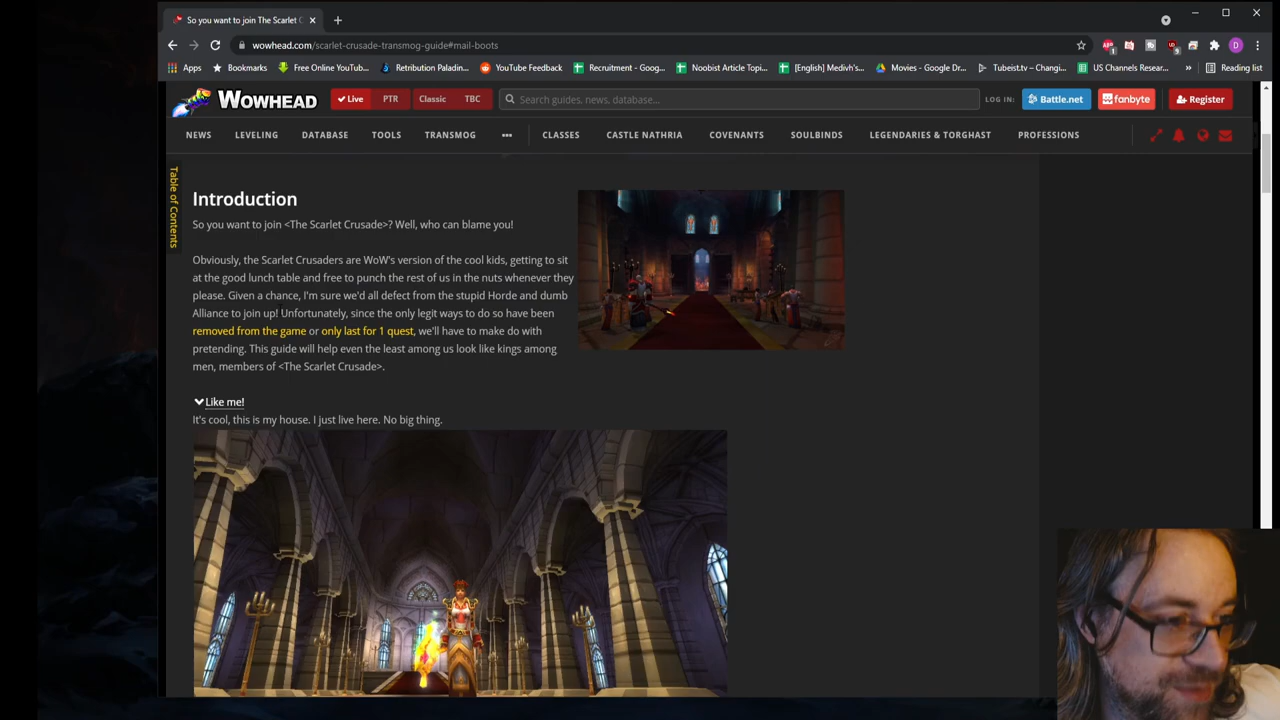 So you want to join The Scarlet C
wowhead.com/scarlet-crusade-transmog-guide#mail-boots
Apps
Bookmarks
Free Online YouTub...
Retribution Paladin...
YouTube Feedback
Recruitment - Goog...
Noobist Article Topi...
[English] Medivh's...
Movies - Google Dr...
Tubeist.tv – Changi...
US Channels Resear...
»
Reading list
WOWHEAD
Live
PTR
Classic
TBC
Search guides, news, database...
LOG IN:
Battle.net
fanbyte
Register
NEWS
LEVELING
DATABASE
TOOLS
TRANSMOG
CLASSES
CASTLE NATHRIA
COVENANTS
SOULBINDS
LEGENDARIES & TORGHAST
PROFESSIONS
Table of Contents
Introduction
So you want to join <The Scarlet Crusade>? Well, who can blame you!
Obviously, the Scarlet Crusaders are WoW's version of the cool kids, getting to sit
at the good lunch table and free to punch the rest of us in the nuts whenever they
please. Given a chance, I'm sure we'd all defect from the stupid Horde and dumb
Alliance to join up! Unfortunately, since the only legit ways to do so have been
removed from the game or only last for 1 quest, we'll have to make do with
pretending. This guide will help even the least among us look like kings among
men, members of <The Scarlet Crusade>.
Like me!
It's cool, this is my house. I just live here. No big thing.